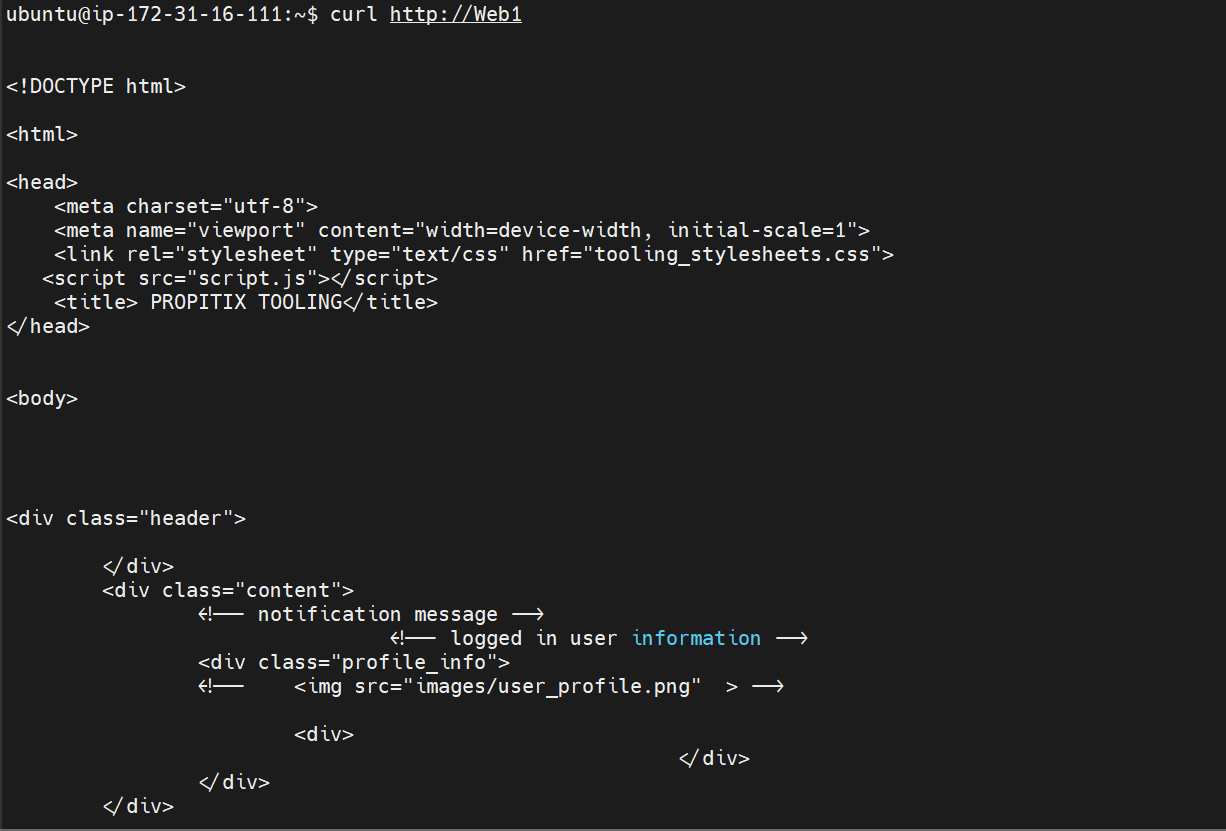 ubuntu@ip-172-31-16-111:~$ curl http://Web1
<!DOCTYPE html>
<html>
<head>
    <meta charset="utf-8">
    <meta name="viewport" content="width=device-width, initial-scale=1">
    <link rel="stylesheet" type="text/css" href="tooling_stylesheets.css">
   <script src="script.js"></script>
    <title> PROPITIX TOOLING</title>
</head>
<body>
<div class="header">
        </div>
        <div class="content">
                <!-- notification message -->
                                <!-- logged in user information -->
                <div class="profile_info">
                <!--    <img src="images/user_profile.png"  > -->
                        <div>
                                                        </div>
                </div>
        </div>